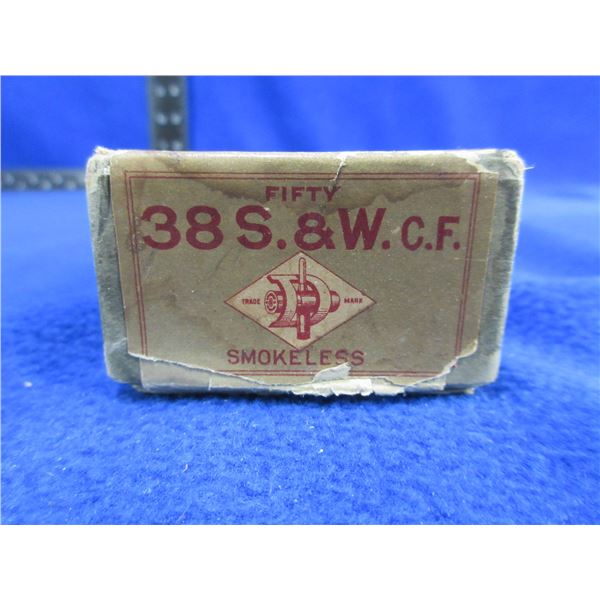 FIFTY
38 S. & W. C.F.
TRADE MARK
SMOKELESS